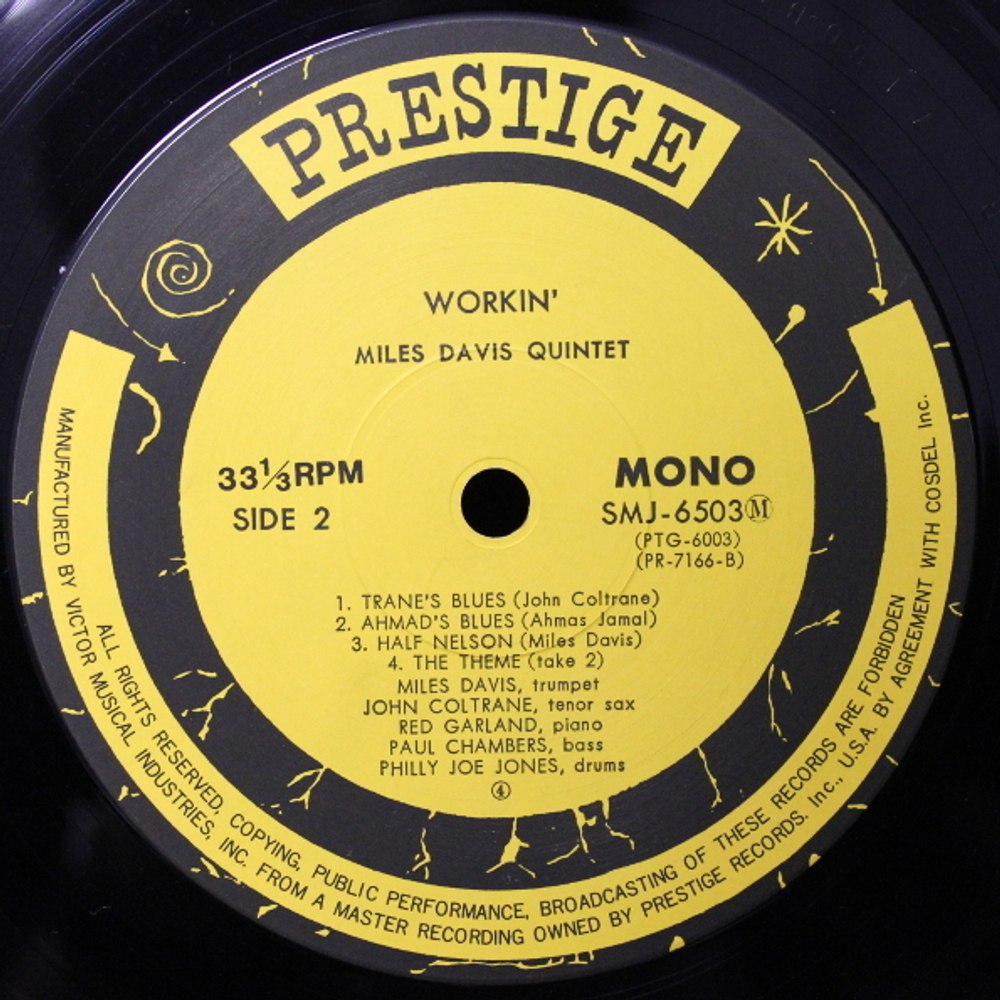 PRESTIGE
WORKIN'
MILES DAVIS QUINTET
33⅓RPM
SIDE 2
MONO
SMJ-6503Ⓜ
(PTG-6003)
(PR-7166-B)
1. TRANE'S BLUES (John Coltrane)
2. AHMAD'S BLUES (Ahmas Jamal)
3. HALF NELSON (Miles Davis)
4. THE THEME (take 2)
MILES DAVIS, trumpet
JOHN COLTRANE, tenor sax
RED GARLAND, piano
PAUL CHAMBERS, bass
PHILLY JOE JONES, drums
④
ALL RIGHTS RESERVED, COPYING, PUBLIC PERFORMANCE, BROADCASTING OF THESE RECORDS ARE FORBIDDEN
MANUFACTURED BY VICTOR MUSICAL INDUSTRIES, INC. FROM A MASTER RECORDING OWNED BY PRESTIGE RECORDS. Inc., U.S.A. BY AGREEMENT WITH COSDEL Inc.